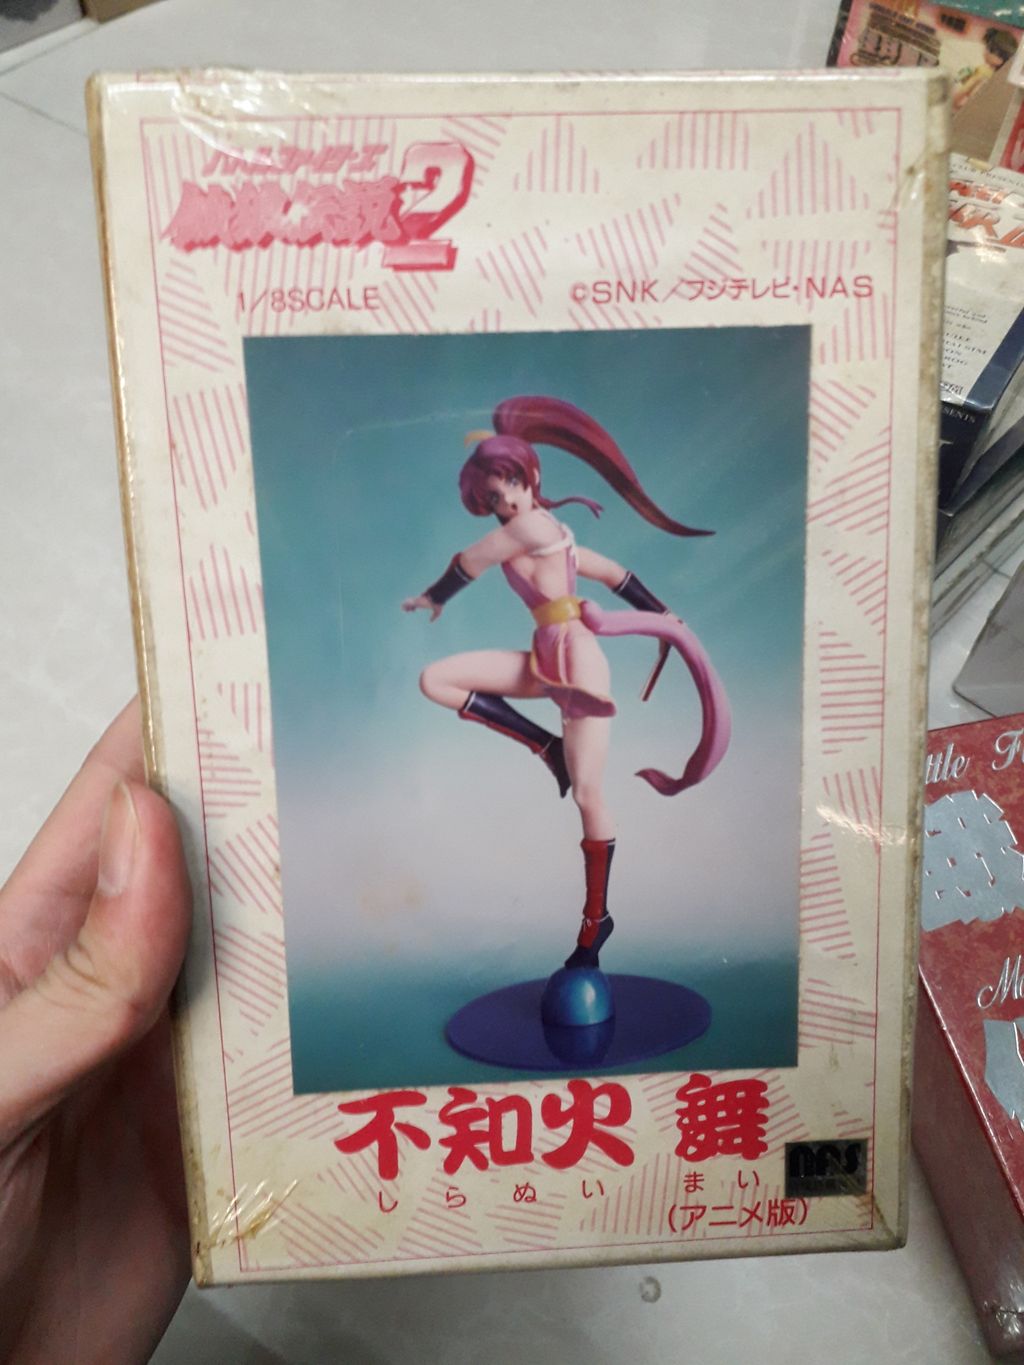 バトルファイターズ
餓狼伝説2
1/8SCALE
©SNK/フジテレビ・NAS
不知火 舞
しらぬい まい
(アニメ版)
NAS
ttle F
M